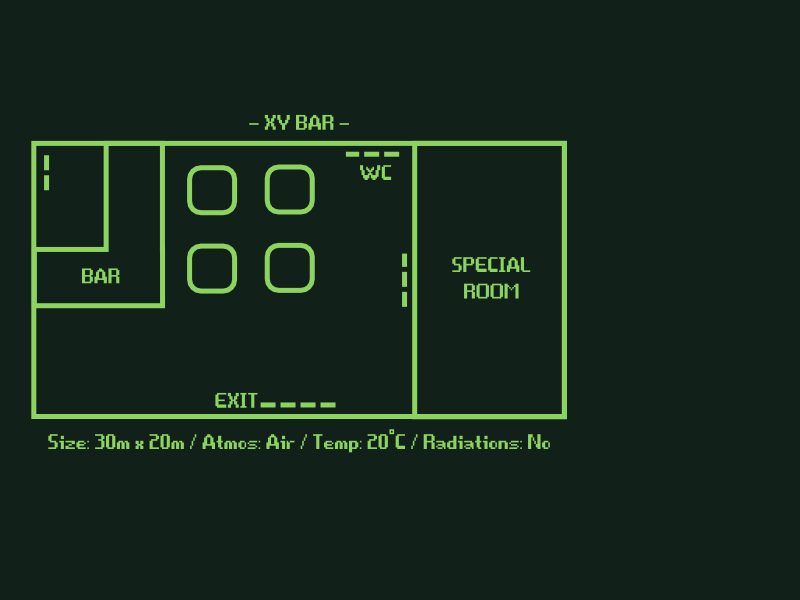 – XY BAR –
WC
SPECIAL
ROOM
BAR
EXIT
Size: 30m x 20m / Atmos: Air / Temp: 20°C / Radiations: No